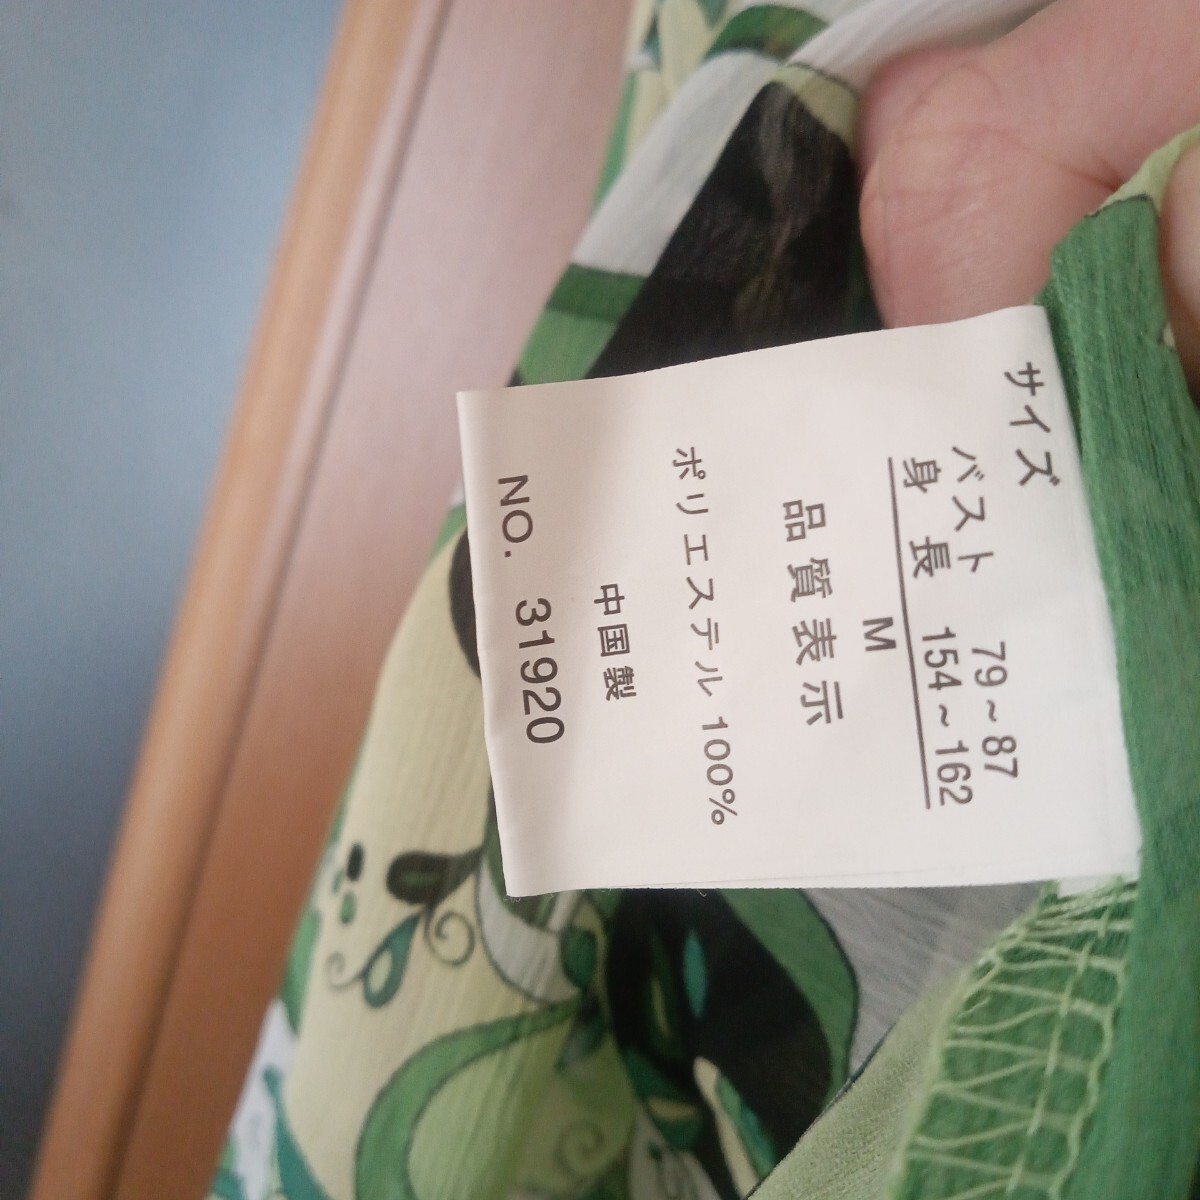 サイズ
バスト 79~87
身長 154~162
M
品質表示
ポリエステル 100%
中国製
NO. 31920